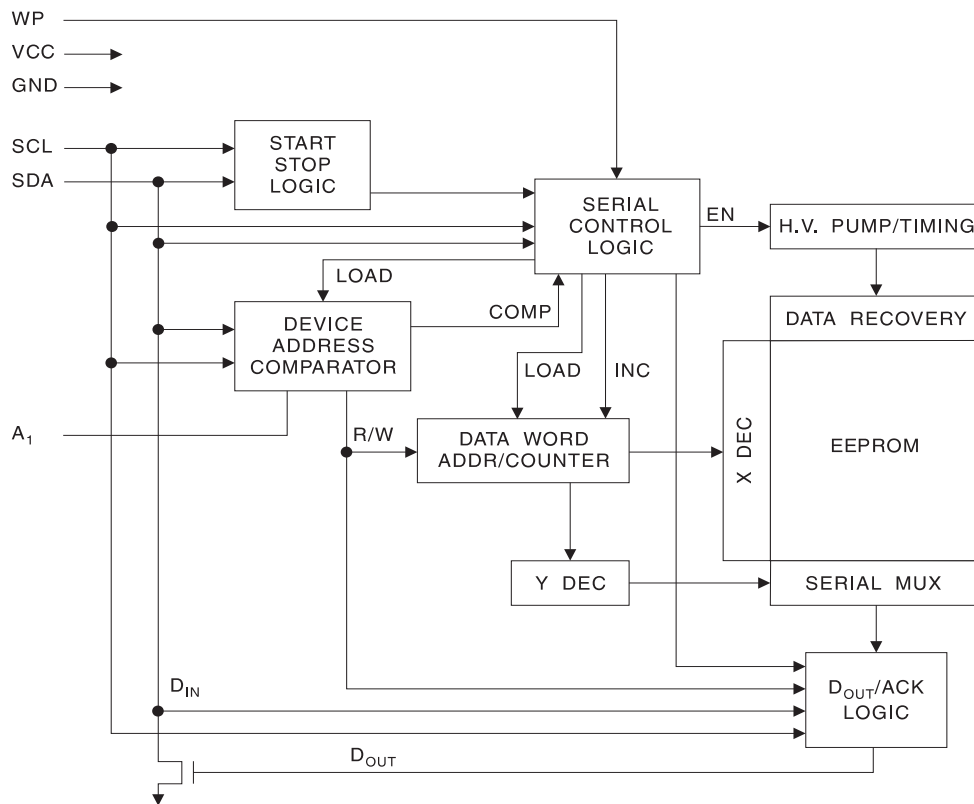 WP
VCC
GND
SCL
SDA
START
STOP
LOGIC
SERIAL
CONTROL
LOGIC
EN
H.V. PUMP/TIMING
LOAD
COMP
DEVICE
ADDRESS
COMPARATOR
DATA RECOVERY
LOAD
INC
A1
R/W
DATA WORD
ADDR/COUNTER
X DEC
EEPROM
Y DEC
SERIAL MUX
DIN
DOUT/ACK
LOGIC
DOUT